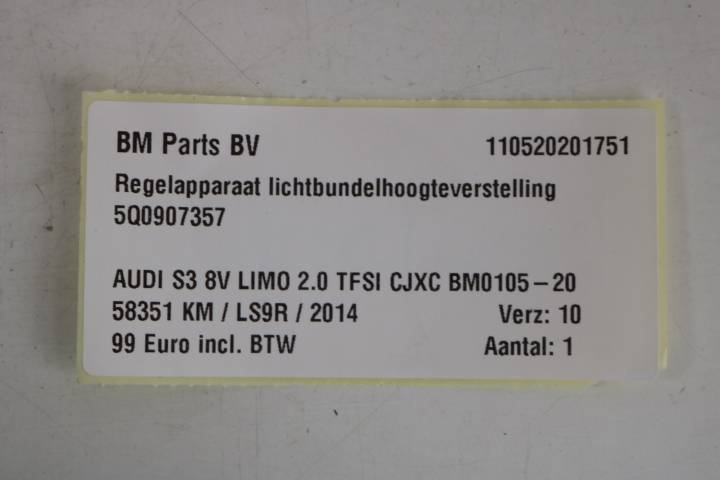 BM Parts BV 110520201751
Regelapparaat lichtbundelhoogteverstelling
5Q0907357
AUDI S3 8V LIMO 2.0 TFSI CJXC BM0105-20
58351 KM / LS9R / 2014 Verz: 10
99 Euro incl. BTW Aantal: 1